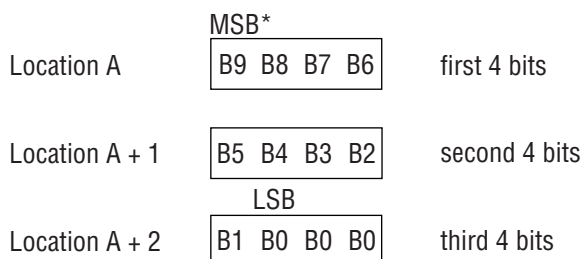 MSB*
Location A B9 B8 B7 B6 first 4 bits
Location A + 1 B5 B4 B3 B2 second 4 bits
LSB
Location A + 2 B1 B0 B0 B0 third 4 bits